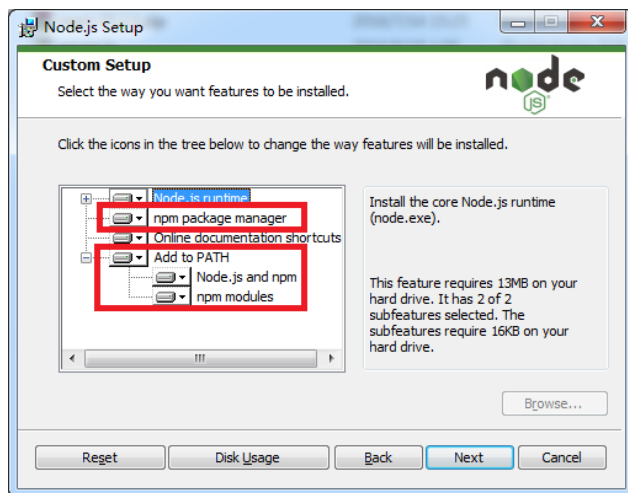 Node.js Setup
Custom Setup
Select the way you want features to be installed.
node
JS
Click the icons in the tree below to change the way features will be installed.
Node.js runtime
npm package manager
Online documentation shortcuts
Add to PATH
Node.js and npm
npm modules
Install the core Node.js runtime
(node.exe).
This feature requires 13MB on your
hard drive. It has 2 of 2
subfeatures selected. The
subfeatures require 16KB on your
hard drive.
Browse...
Reset
Disk Usage
Back
Next
Cancel